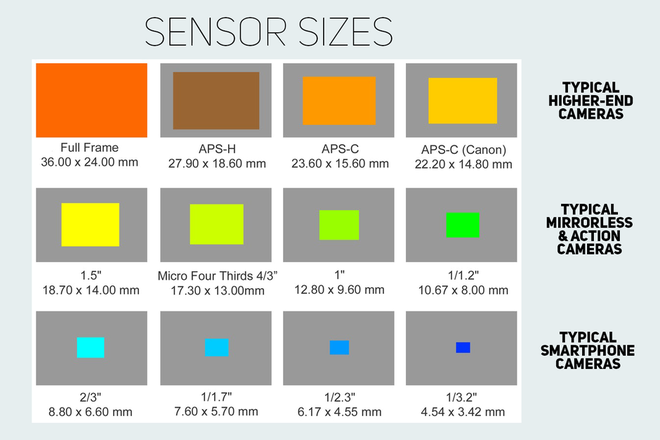 SENSOR SIZES
Full Frame
36.00 x 24.00 mm
APS-H
27.90 x 18.60 mm
APS-C
23.60 x 15.60 mm
APS-C (Canon)
22.20 x 14.80 mm
TYPICAL
HIGHER-END
CAMERAS
1.5"
18.70 x 14.00 mm
Micro Four Thirds 4/3”
17.30 x 13.00mm
1"
12.80 x 9.60 mm
1/1.2"
10.67 x 8.00 mm
TYPICAL
MIRRORLESS
& ACTION
CAMERAS
2/3"
8.80 x 6.60 mm
1/1.7"
7.60 x 5.70 mm
1/2.3"
6.17 x 4.55 mm
1/3.2"
4.54 x 3.42 mm
TYPICAL
SMARTPHONE
CAMERAS